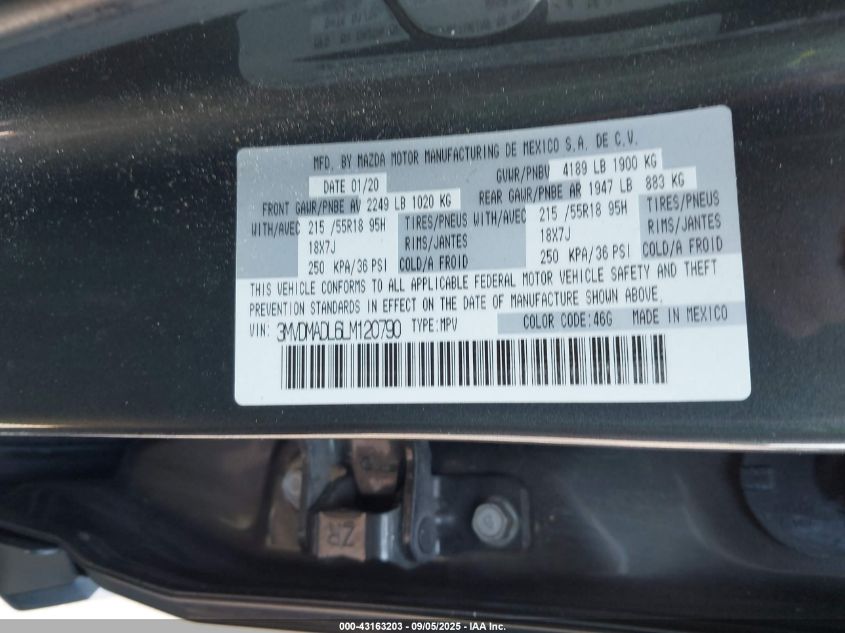 MFD. BY MAZDA MOTOR MANUFACTURING DE MEXICO S.A. DE C.V.
DATE 01/20 GVWR/PNBV 4189 LB 1900 KG
FRONT GAWR/PNBE AV 2249 LB 1020 KG REAR GAWR/PNBE AR 1947 LB 883 KG
WITH/AVEC 215 /55R18 95H TIRES/PNEUS WITH/AVEC 215 /55R18 95H TIRES/PNEUS
18X7J RIMS/JANTES 18X7J RIMS/JANTES
250 KPA/36 PSI COLD/A FROID 250 KPA/36 PSI COLD/A FROID
THIS VEHICLE CONFORMS TO ALL APPLICABLE FEDERAL MOTOR VEHICLE SAFETY AND THEFT
PREVENTION STANDARDS IN EFFECT ON THE DATE OF MANUFACTURE SHOWN ABOVE.
VIN: 3MVDMADL6LM120790 TYPE:MPV COLOR CODE:46G MADE IN MEXICO
ZR
000-43163203 - 09/05/2025 - IAA Inc.